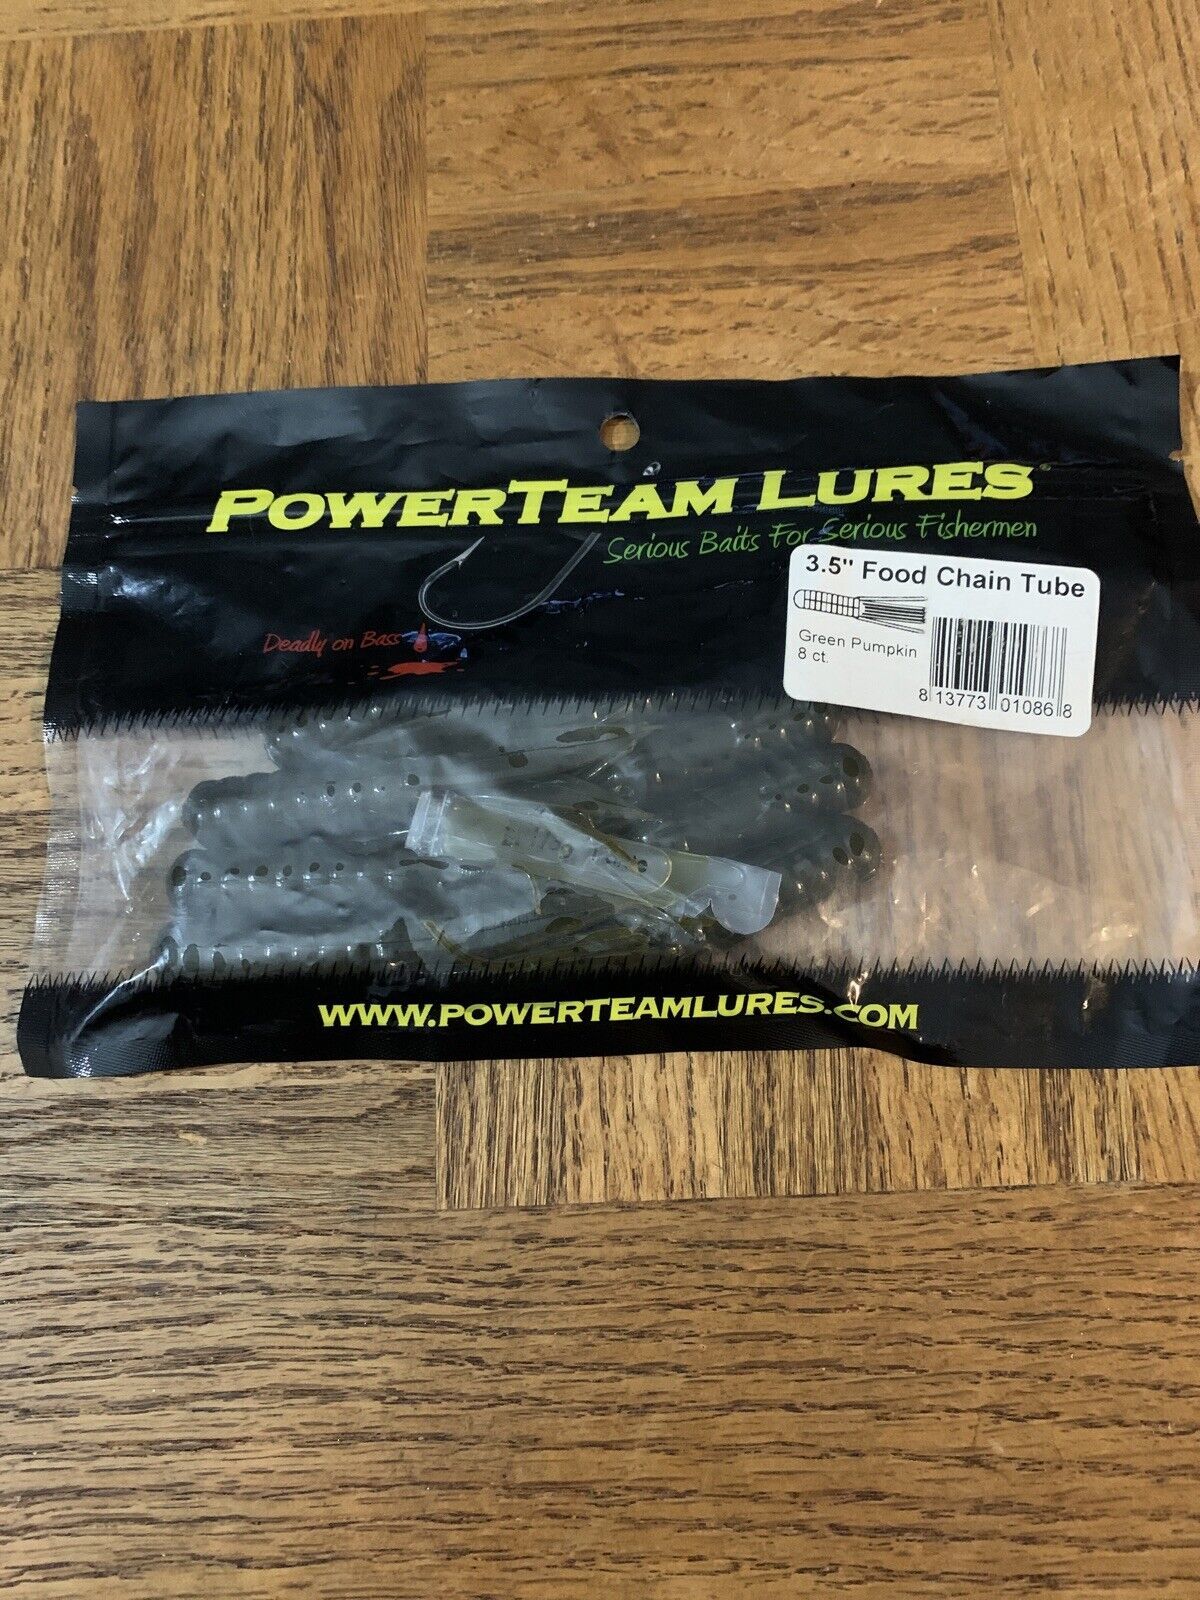 POWERTEAM LURES®
Serious Baits For Serious Fishermen
Deadly on Bass
3.5" Food Chain Tube
Green Pumpkin
8 ct.
8 13773 01086 8
WWW.POWERTEAMLURES.COM